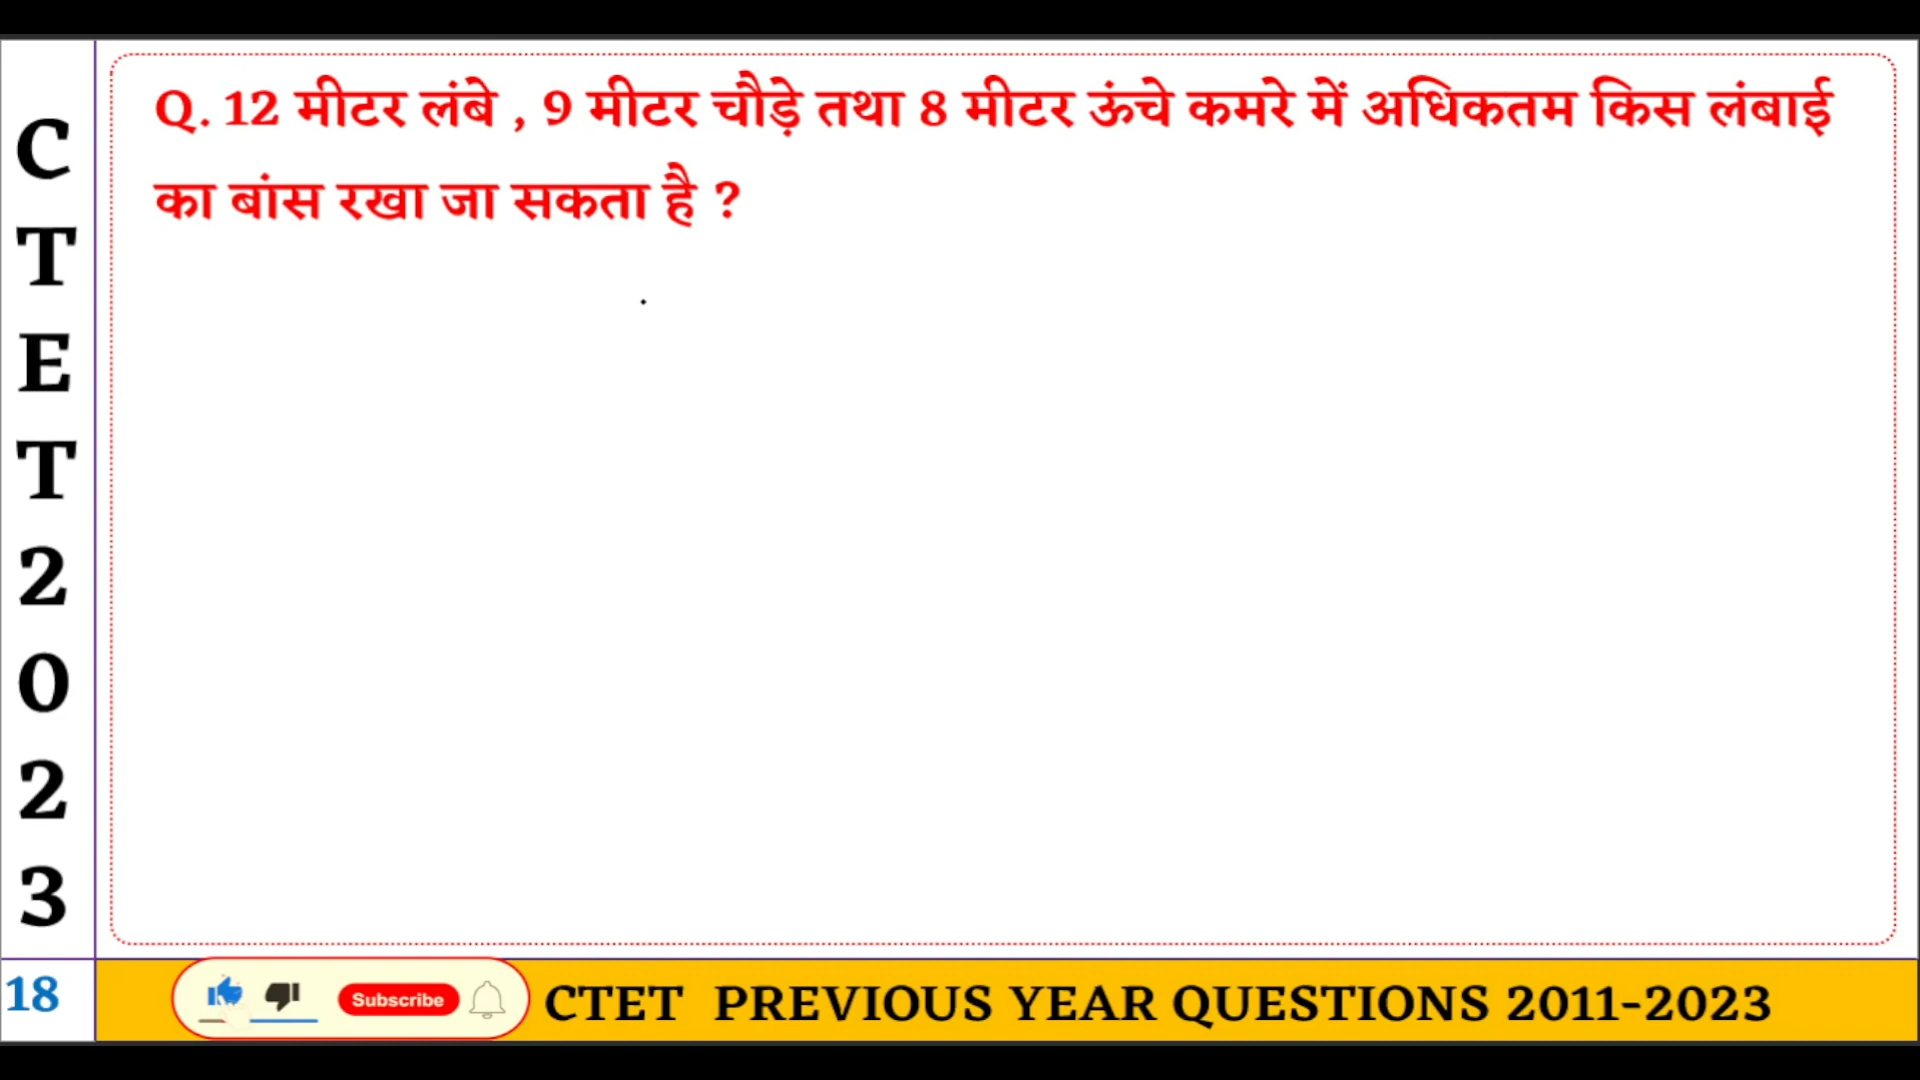 Q. 12 मीटर लंबे , 9 मीटर चौड़े तथा 8 मीटर ऊंचे कमरे में अधिकतम किस लंबाई
का बांस रखा जा सकता है ?
C
T
E
T
2
0
2
3
18
Subscribe
CTET PREVIOUS YEAR QUESTIONS 2011-2023